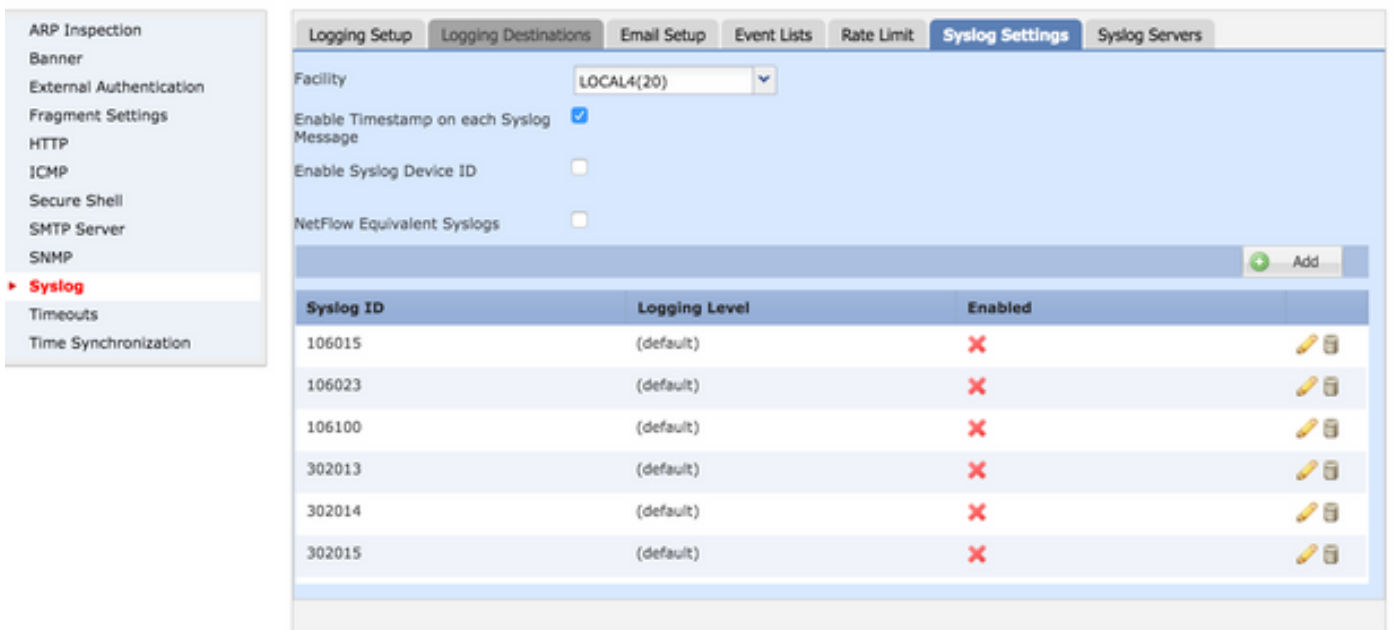 ARP Inspection
Banner
External Authentication
Fragment Settings
HTTP
ICMP
Secure Shell
SMTP Server
SNMP
Syslog
Timeouts
Time Synchronization
Logging Setup Logging Destinations Email Setup Event Lists Rate Limit Syslog Settings Syslog Servers
Facility LOCAL4(20)
Enable Timestamp on each Syslog
Message
Enable Syslog Device ID
NetFlow Equivalent Syslogs
Add
Syslog ID Logging Level Enabled
106015 (default)
106023 (default)
106100 (default)
302013 (default)
302014 (default)
302015 (default)